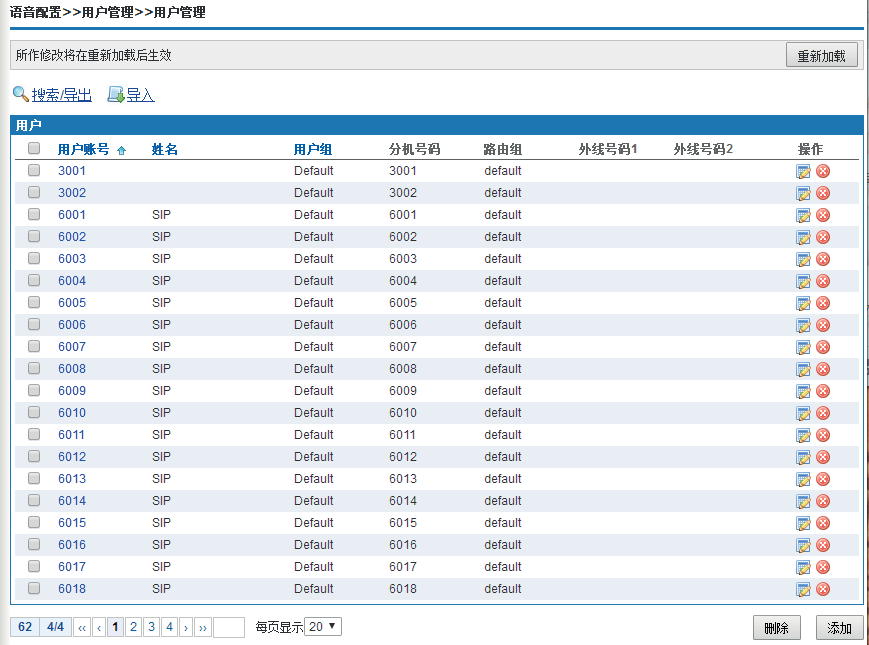 语音配置>>用户管理>>用户管理
所作修改将在重新加载后生效 重新加载
搜索/导出 导入
用户
用户账号 姓名 用户组 分机号码 路由组 外线号码1 外线号码2 操作
3001 Default 3001 default
3002 Default 3002 default
6001 SIP Default 6001 default
6002 SIP Default 6002 default
6003 SIP Default 6003 default
6004 SIP Default 6004 default
6005 SIP Default 6005 default
6006 SIP Default 6006 default
6007 SIP Default 6007 default
6008 SIP Default 6008 default
6009 SIP Default 6009 default
6010 SIP Default 6010 default
6011 SIP Default 6011 default
6012 SIP Default 6012 default
6013 SIP Default 6013 default
6014 SIP Default 6014 default
6015 SIP Default 6015 default
6016 SIP Default 6016 default
6017 SIP Default 6017 default
6018 SIP Default 6018 default
62 4/4 ‹‹ ‹ 1 2 3 4 › ›› 每页显示 20 删除 添加